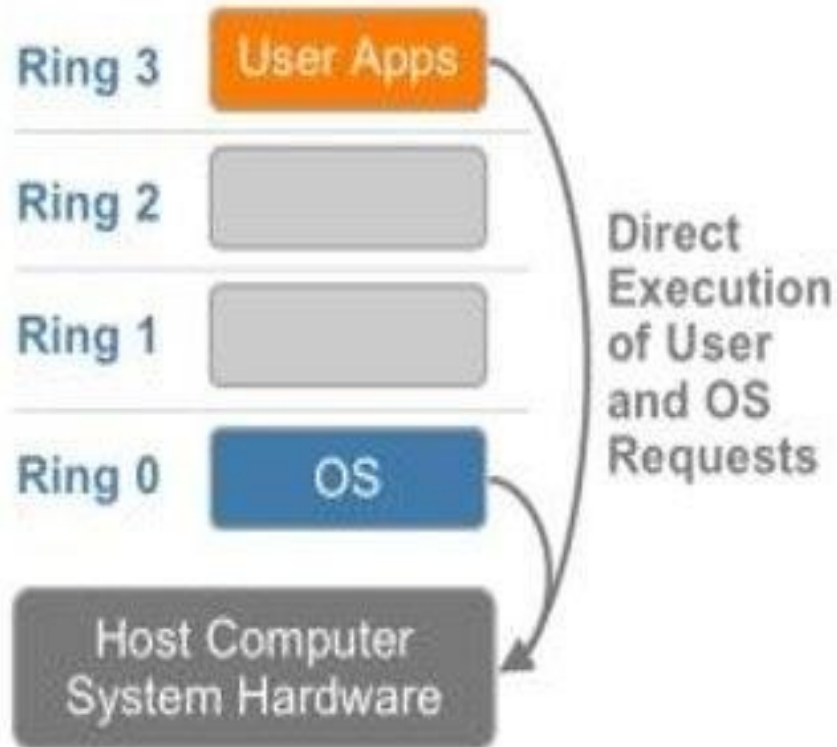 Ring 3
User Apps
Ring 2
Ring 1
Ring 0
OS
Direct
Execution
of User
and OS
Requests
Host Computer
System Hardware